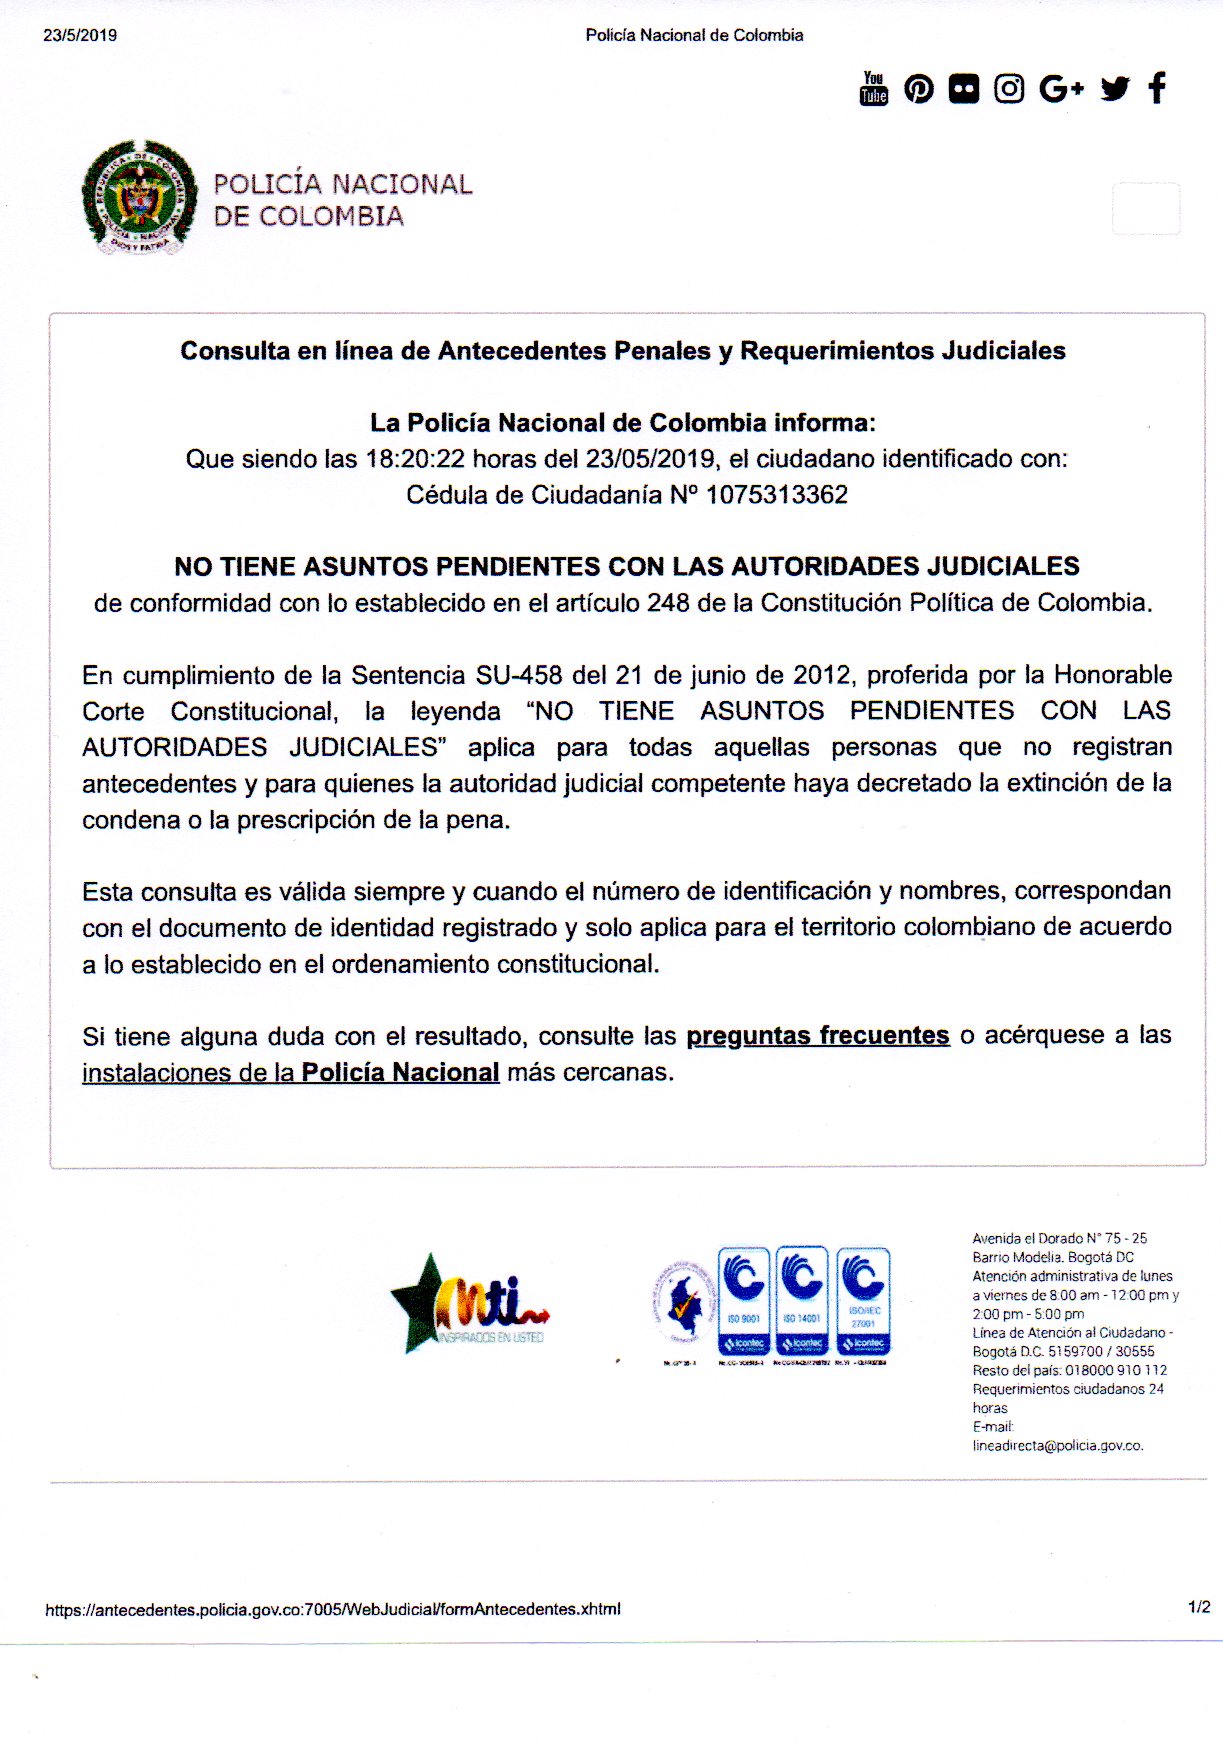 23/5/2019 Policía Nacional de Colombia
You
Tube
REPÚBLICA DE COLOMBIA
POLICIA NACIONAL
DIOS Y PATRIA
POLICÍA NACIONAL
DE COLOMBIA
Consulta en línea de Antecedentes Penales y Requerimientos Judiciales
La Policía Nacional de Colombia informa:
Que siendo las 18:20:22 horas del 23/05/2019, el ciudadano identificado con:
Cédula de Ciudadanía Nº 1075313362
NO TIENE ASUNTOS PENDIENTES CON LAS AUTORIDADES JUDICIALES
de conformidad con lo establecido en el artículo 248 de la Constitución Política de Colombia.
En cumplimiento de la Sentencia SU-458 del 21 de junio de 2012, proferida por la Honorable
Corte Constitucional, la leyenda “NO TIENE ASUNTOS PENDIENTES CON LAS
AUTORIDADES JUDICIALES” aplica para todas aquellas personas que no registran
antecedentes y para quienes la autoridad judicial competente haya decretado la extinción de la
condena o la prescripción de la pena.
Esta consulta es válida siempre y cuando el número de identificación y nombres, correspondan
con el documento de identidad registrado y solo aplica para el territorio colombiano de acuerdo
a lo establecido en el ordenamiento constitucional.
Si tiene alguna duda con el resultado, consulte las preguntas frecuentes o acérquese a las
instalaciones de la Policía Nacional más cercanas.
INSPIRADOS EN USTED
ISO 9001
icontec
ISO 14001
icontec
ISO/IEC
27001
icontec
Avenida el Dorado N° 75 - 25
Barrio Modelia. Bogotá DC
Atención administrativa de lunes
a viernes de 8:00 am - 12:00 pm y
2:00 pm - 5:00 pm
Línea de Atención al Ciudadano -
Bogotá D.C. 5159700 / 30555
Resto del país: 018000 910 112
Requerimientos ciudadanos 24
horas
E-mail:
lineadirecta@policia.gov.co.
https://antecedentes.policia.gov.co:7005/WebJudicial/formAntecedentes.xhtml 1/2